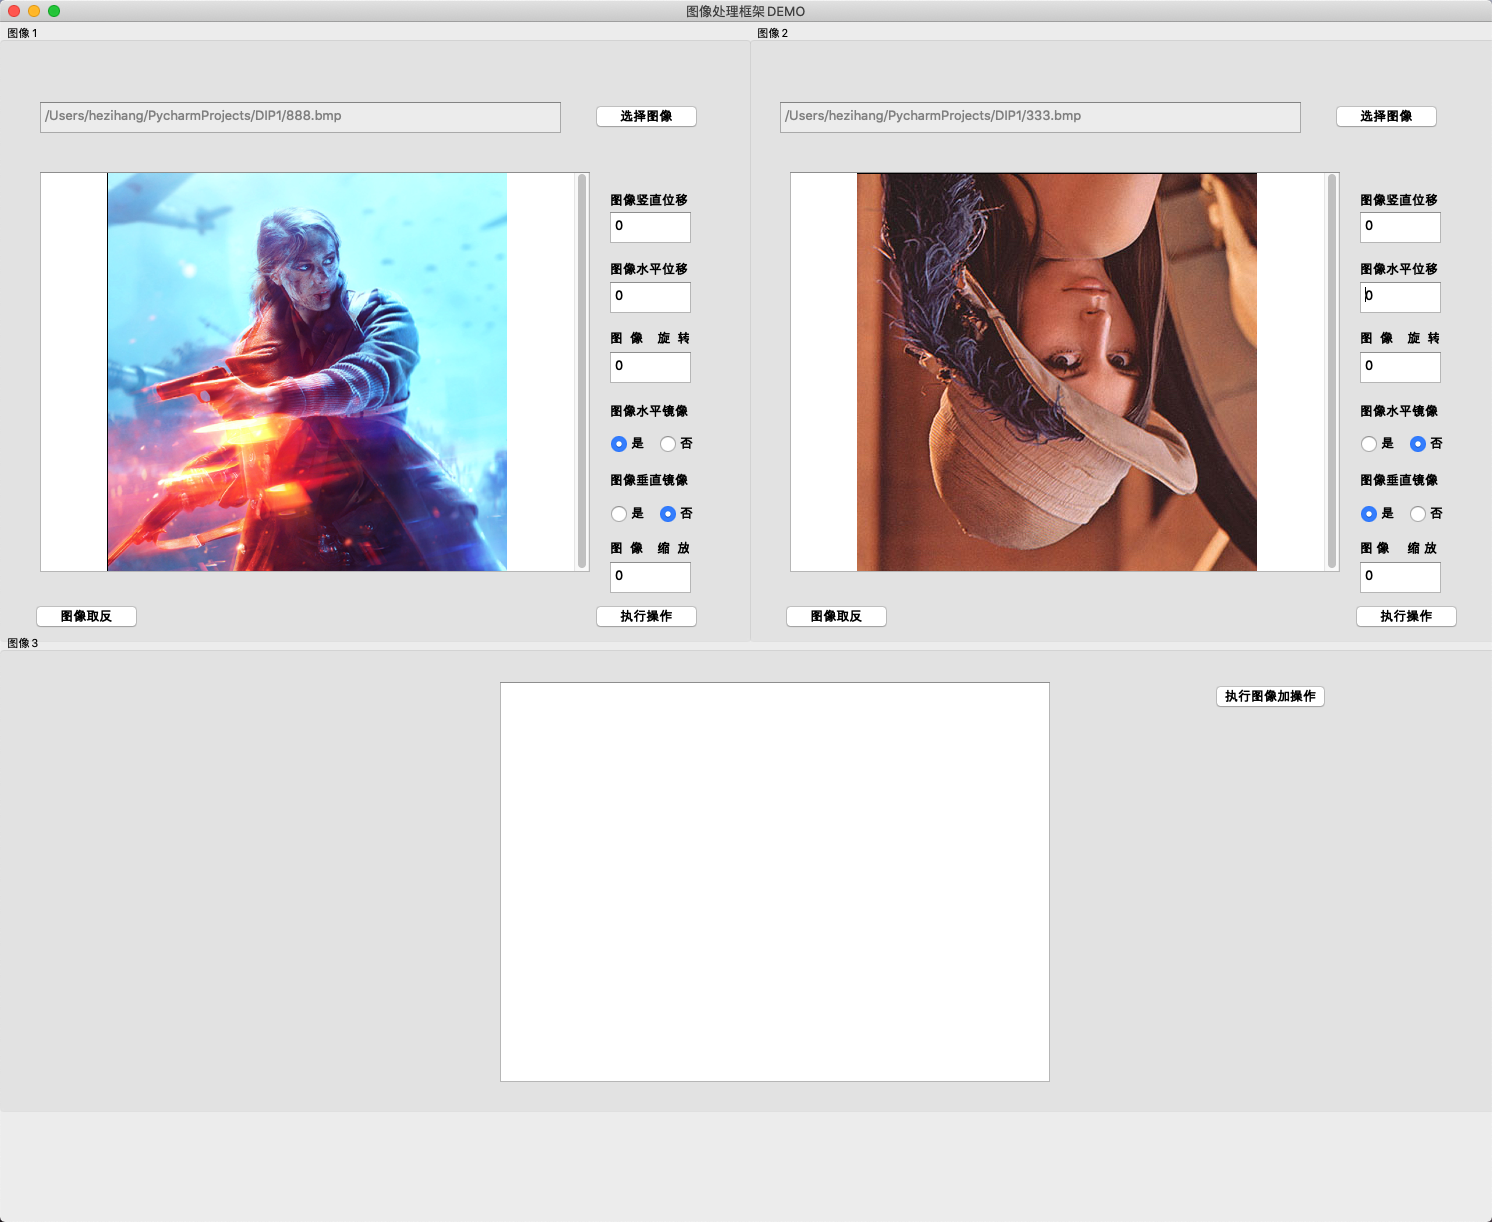 图像处理框架DEMO
图像1
图像2
/Users/hezihang/PycharmProjects/DIP1/888.bmp
选择图像
/Users/hezihang/PycharmProjects/DIP1/333.bmp
选择图像
图像竖直位移
0
图像水平位移
0
图 像 旋 转
0
图像水平镜像
是 否
图像垂直镜像
是 否
图 像 缩 放
0
图像取反
执行操作
图像竖直位移
0
图像水平位移
0
图 像 旋 转
0
图像水平镜像
是 否
图像垂直镜像
是 否
图 像 缩 放
0
图像取反
执行操作
图像3
执行图像加操作